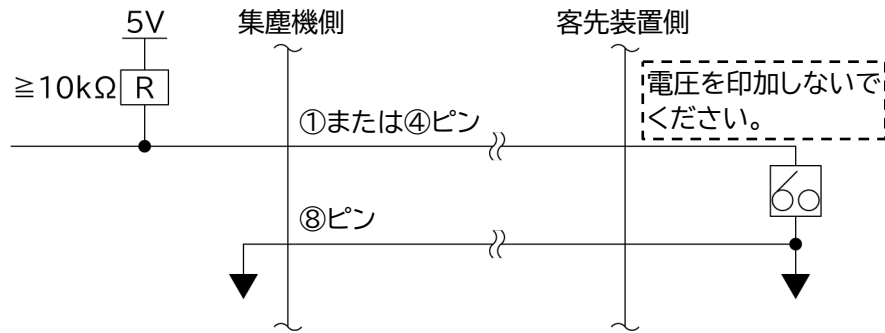 5V
集塵機側
客先装置側
≧10kΩ
R
電圧を印加しないで
ください。
①または④ピン
⑧ピン